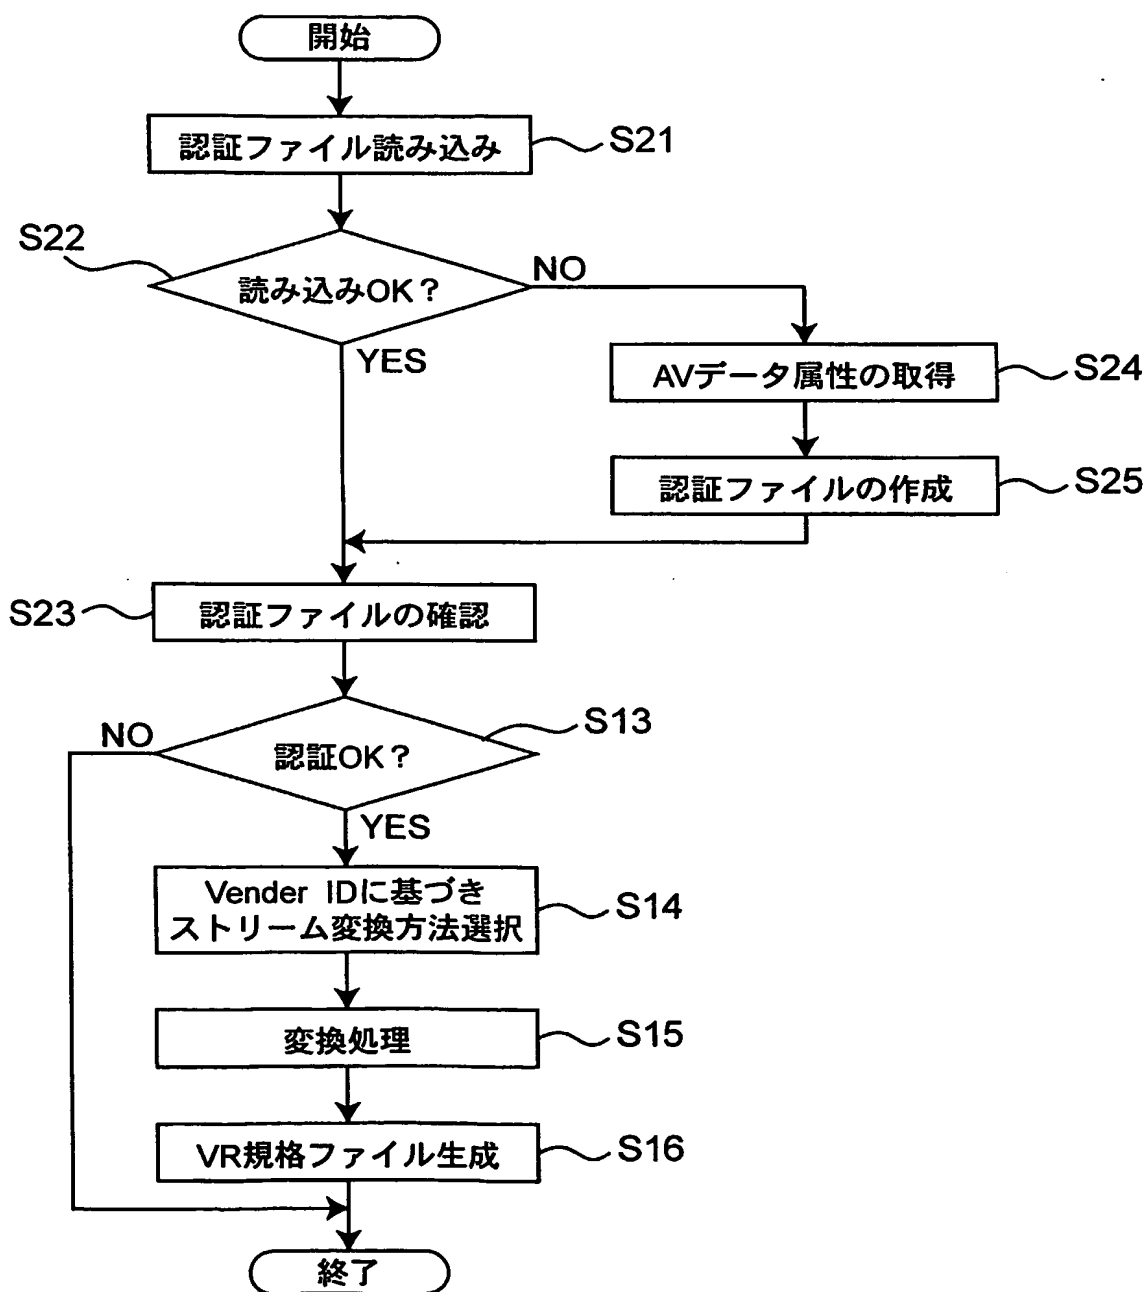 開始
認証ファイル読み込み
S21
S22
読み込みOK？
NO
YES
AVデータ属性の取得
S24
認証ファイルの作成
S25
S23
認証ファイルの確認
NO
認証OK？
S13
YES
Vender IDに基づき
ストリーム変換方法選択
S14
変換処理
S15
VR規格ファイル生成
S16
終了